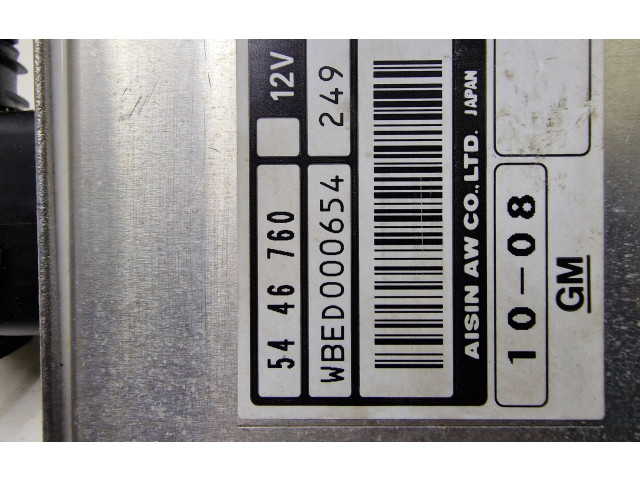 12V
54 46 760
249
WBED000654
AISIN AW CO.,LTD. JAPAN
10-08
GM